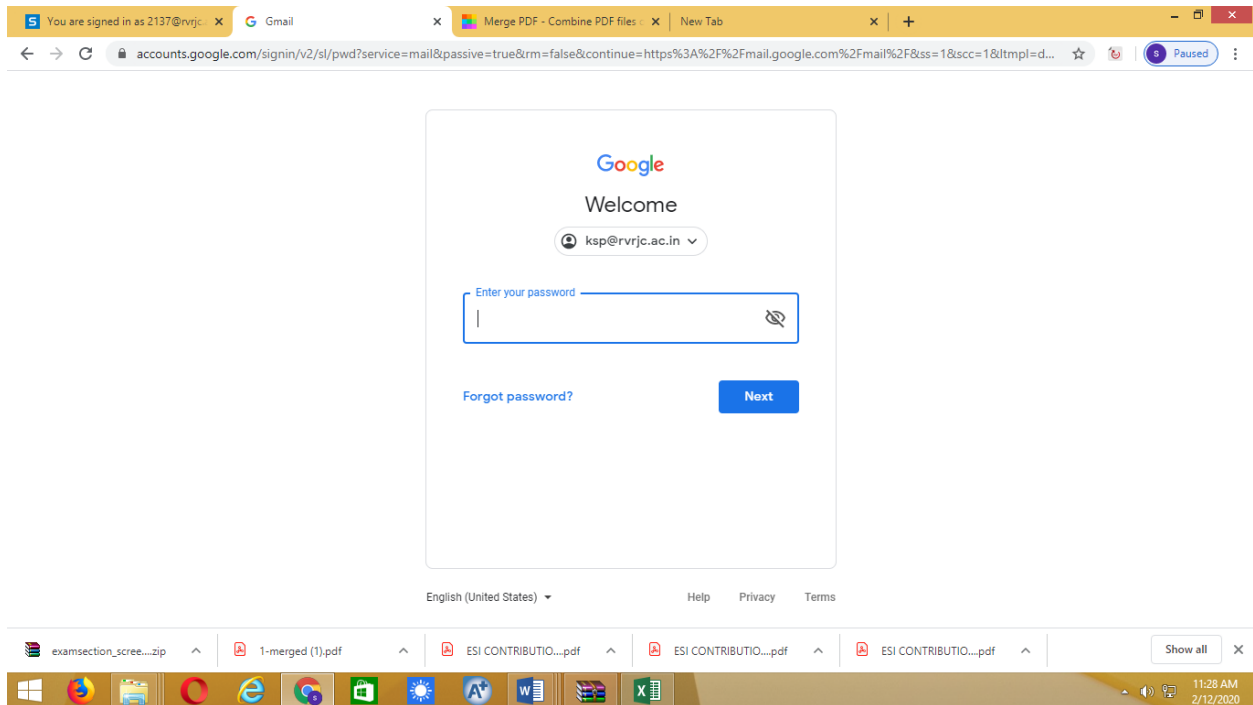 You are signed in as 2137@rvrjc.
Gmail
Merge PDF - Combine PDF files
New Tab
accounts.google.com/signin/v2/sl/pwd?service=mail&passive=true&rm=false&continue=https%3A%2F%2Fmail.google.com%2Fmail%2F&ss=1&scc=1&ltmpl=d...
s Paused
Google
Welcome
ksp@rvrjc.ac.in
Enter your password
Forgot password?
Next
English (United States)
Help Privacy Terms
examsection_scree....zip
1-merged (1).pdf
ESI CONTRIBUTIO....pdf
ESI CONTRIBUTIO....pdf
ESI CONTRIBUTIO....pdf
Show all
11:28 AM
2/12/2020